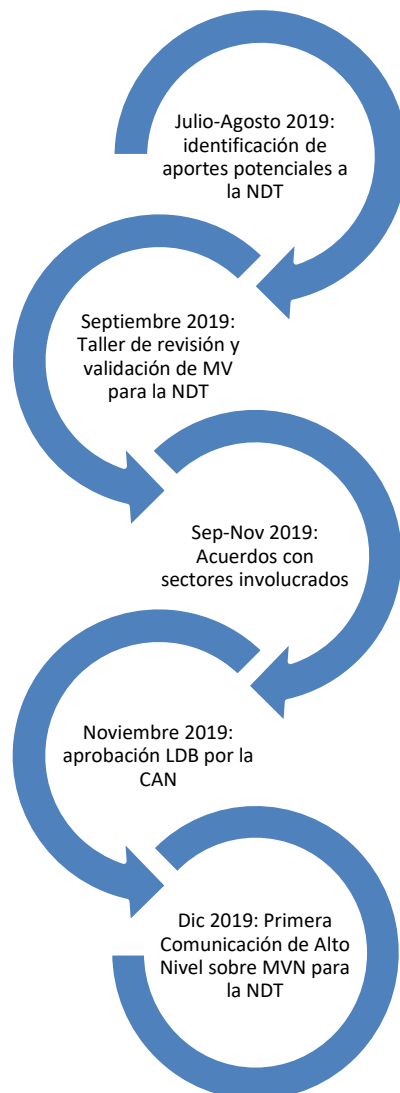 Julio-Agosto 2019:
identificación de
aportes potenciales a
la NDT
Septiembre 2019:
Taller de revisión y
validación de MV
para la NDT
Sep-Nov 2019:
Acuerdos con
sectores involucrados
Noviembre 2019:
aprobación LDB por la
CAN
Dic 2019: Primera
Comunicación de Alto
Nivel sobre MVN para
la NDT